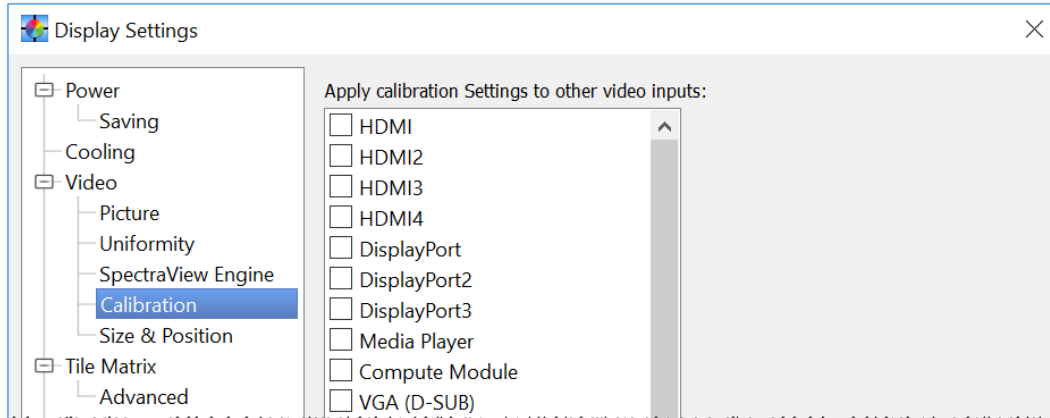 Display Settings
Power
Saving
Cooling
Video
Picture
Uniformity
SpectraView Engine
Calibration
Size & Position
Tile Matrix
Advanced
Apply calibration Settings to other video inputs:
HDMI
HDMI2
HDMI3
HDMI4
DisplayPort
DisplayPort2
DisplayPort3
Media Player
Compute Module
VGA (D-SUB)